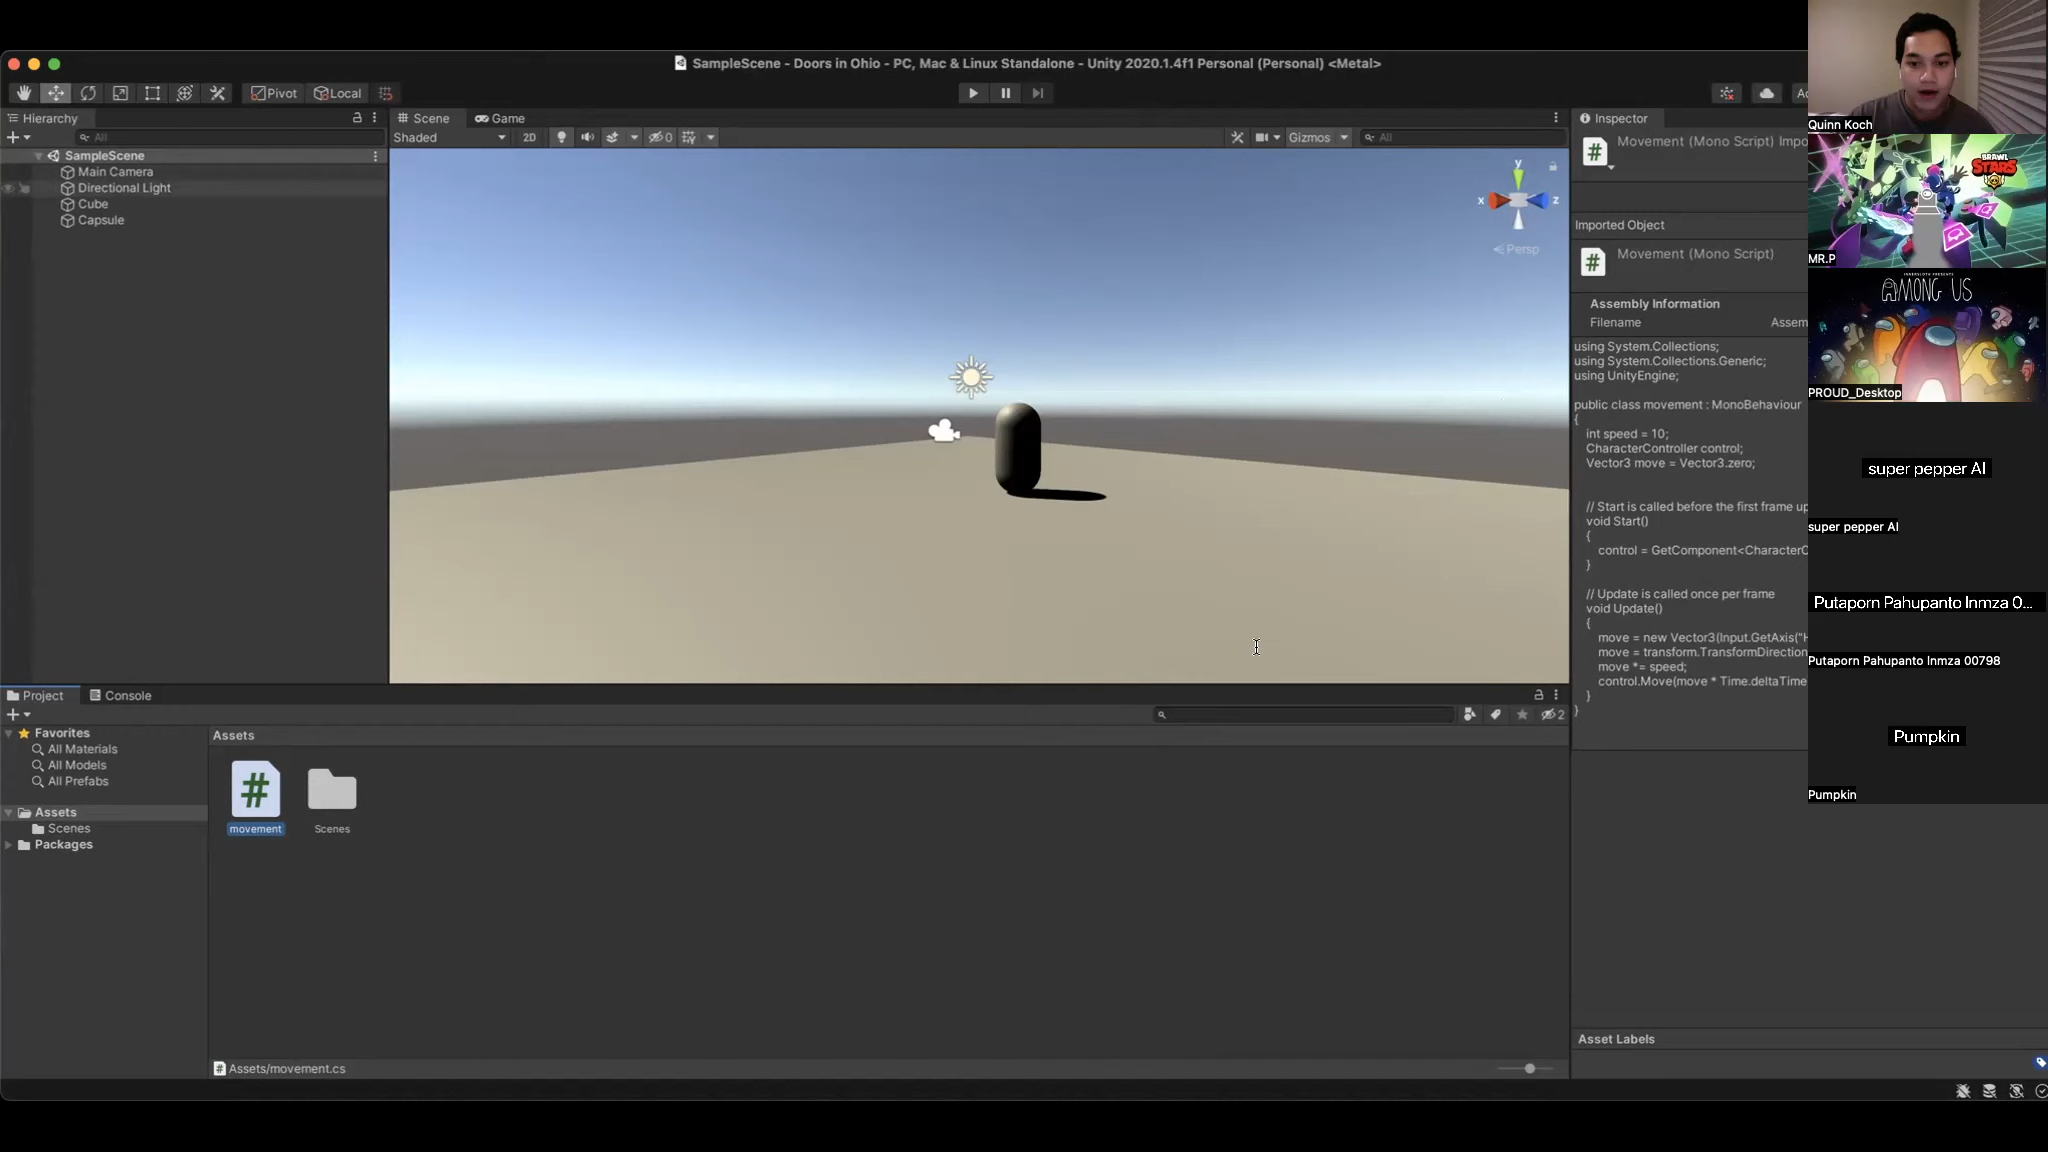 SampleScene - Doors in Ohio - PC, Mac & Linux Standalone - Unity 2020.1.4f1 Personal (Personal) <Metal>
Pivot
Local
Hierarchy
All
SampleScene
Main Camera
Directional Light
Cube
Capsule
Scene
Game
Shaded
2D
0
Gizmos
All
y
x
z
Persp
Inspector
Movement (Mono Script) Impo
Imported Object
Movement (Mono Script)
Assembly Information
Filename
Assem
using System.Collections;
using System.Collections.Generic;
using UnityEngine;
public class movement : MonoBehaviour
{
int speed = 10;
CharacterController control;
Vector3 move = Vector3.zero;
// Start is called before the first frame up
void Start()
{
control = GetComponent<CharacterC
}
// Update is called once per frame
void Update()
{
move = new Vector3(Input.GetAxis("H
move = transform.TransformDirection
move *= speed;
control.Move(move * Time.deltaTime
}
}
Asset Labels
Project
Console
2
Favorites
All Materials
All Models
All Prefabs
Assets
Scenes
Packages
Assets
#
movement
Scenes
Assets/movement.cs
Quinn Koch
BRAWL
STARS
MR.P
INNERSLOTH PRESENTS
AMONG US
PROUD_Desktop
super pepper AI
super pepper AI
Putaporn Pahupanto Inmza 0...
Putaporn Pahupanto Inmza 00798
Pumpkin
Pumpkin